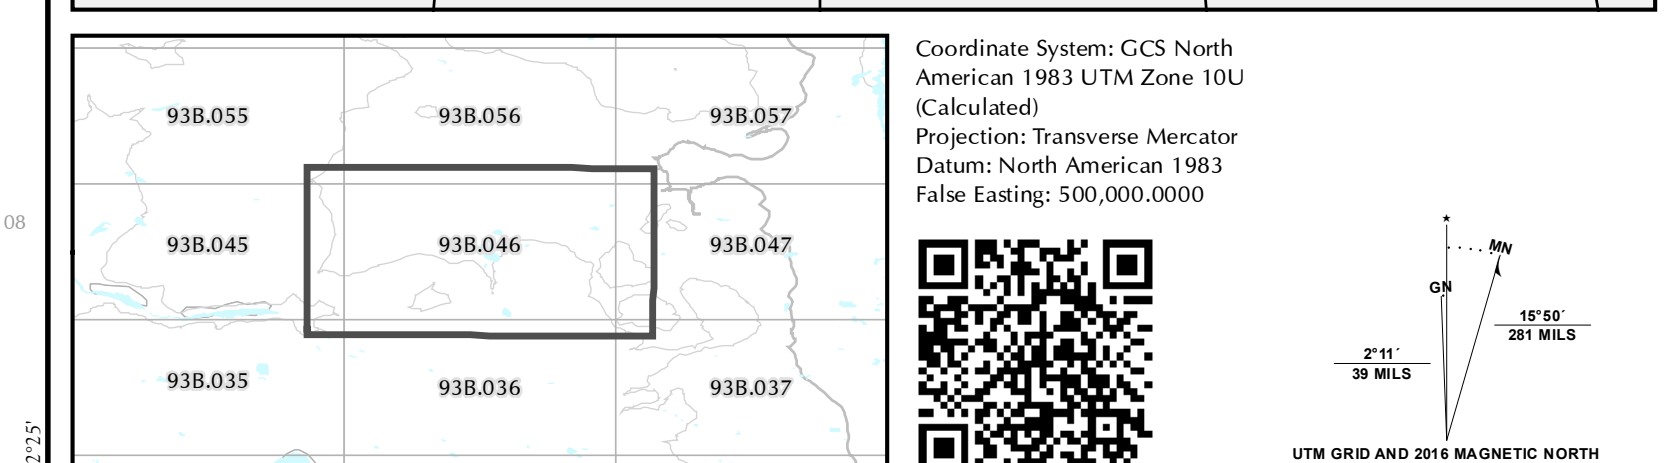 93B.055 93B.056 93B.057
08
93B.045 93B.046 93B.047
93B.035 93B.036 93B.037
2°25'
Coordinate System: GCS North
American 1983 UTM Zone 10U
(Calculated)
Projection: Transverse Mercator
Datum: North American 1983
False Easting: 500,000.0000
MN
GN
15°50´
281 MILS
2°11´
39 MILS
UTM GRID AND 2016 MAGNETIC NORTH